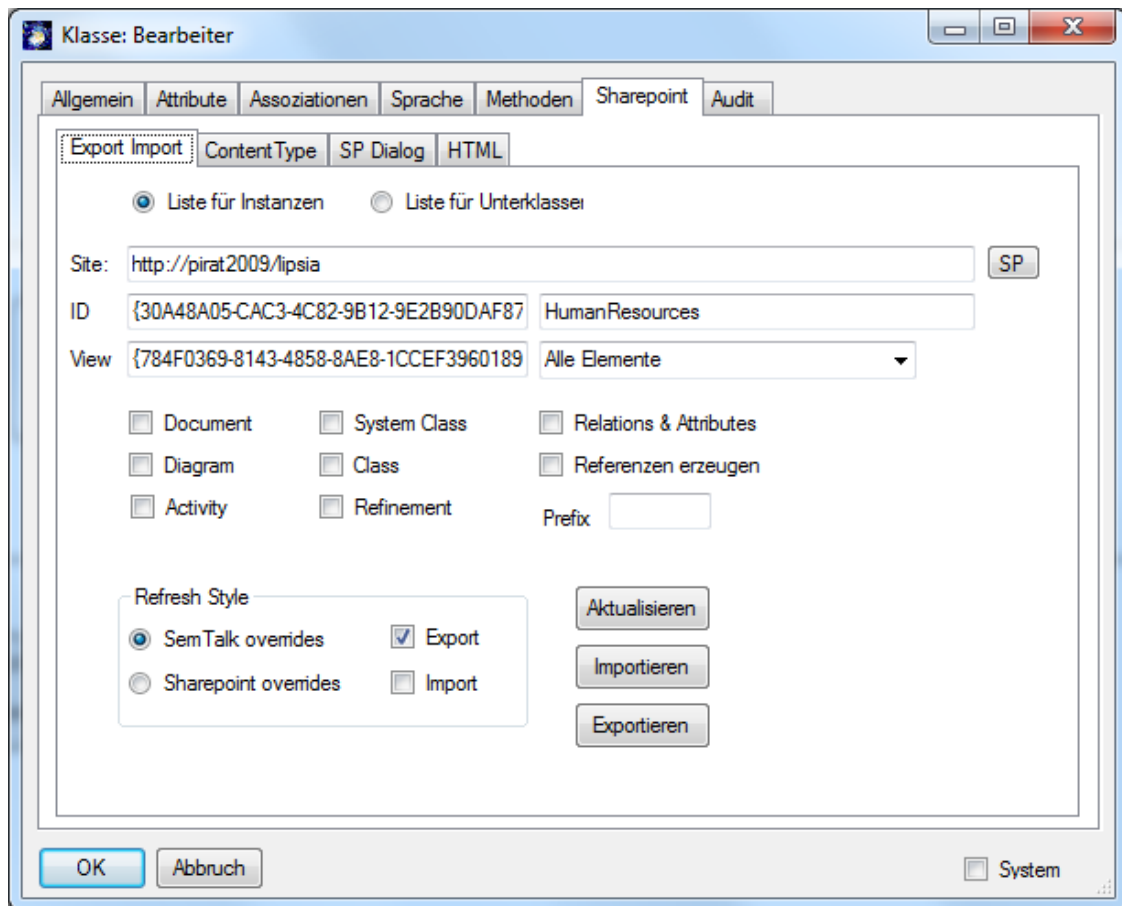 Klasse: Bearbeiter
Allgemein Attribute Assoziationen Sprache Methoden Sharepoint Audit
Export Import ContentType SP Dialog HTML
Liste für Instanzen Liste für Unterklasser
Site: http://pirat2009/lipsia SP
ID {30A48A05-CAC3-4C82-9B12-9E2B90DAF87 HumanResources
View {784F0369-8143-4858-8AE8-1CCEF3960189 Alle Elemente
Document System Class Relations & Attributes
Diagram Class Referenzen erzeugen
Activity Refinement Prefix
Refresh Style Aktualisieren
SemTalk overrides Export
Importieren
Sharepoint overrides Import
Exportieren
OK Abbruch System